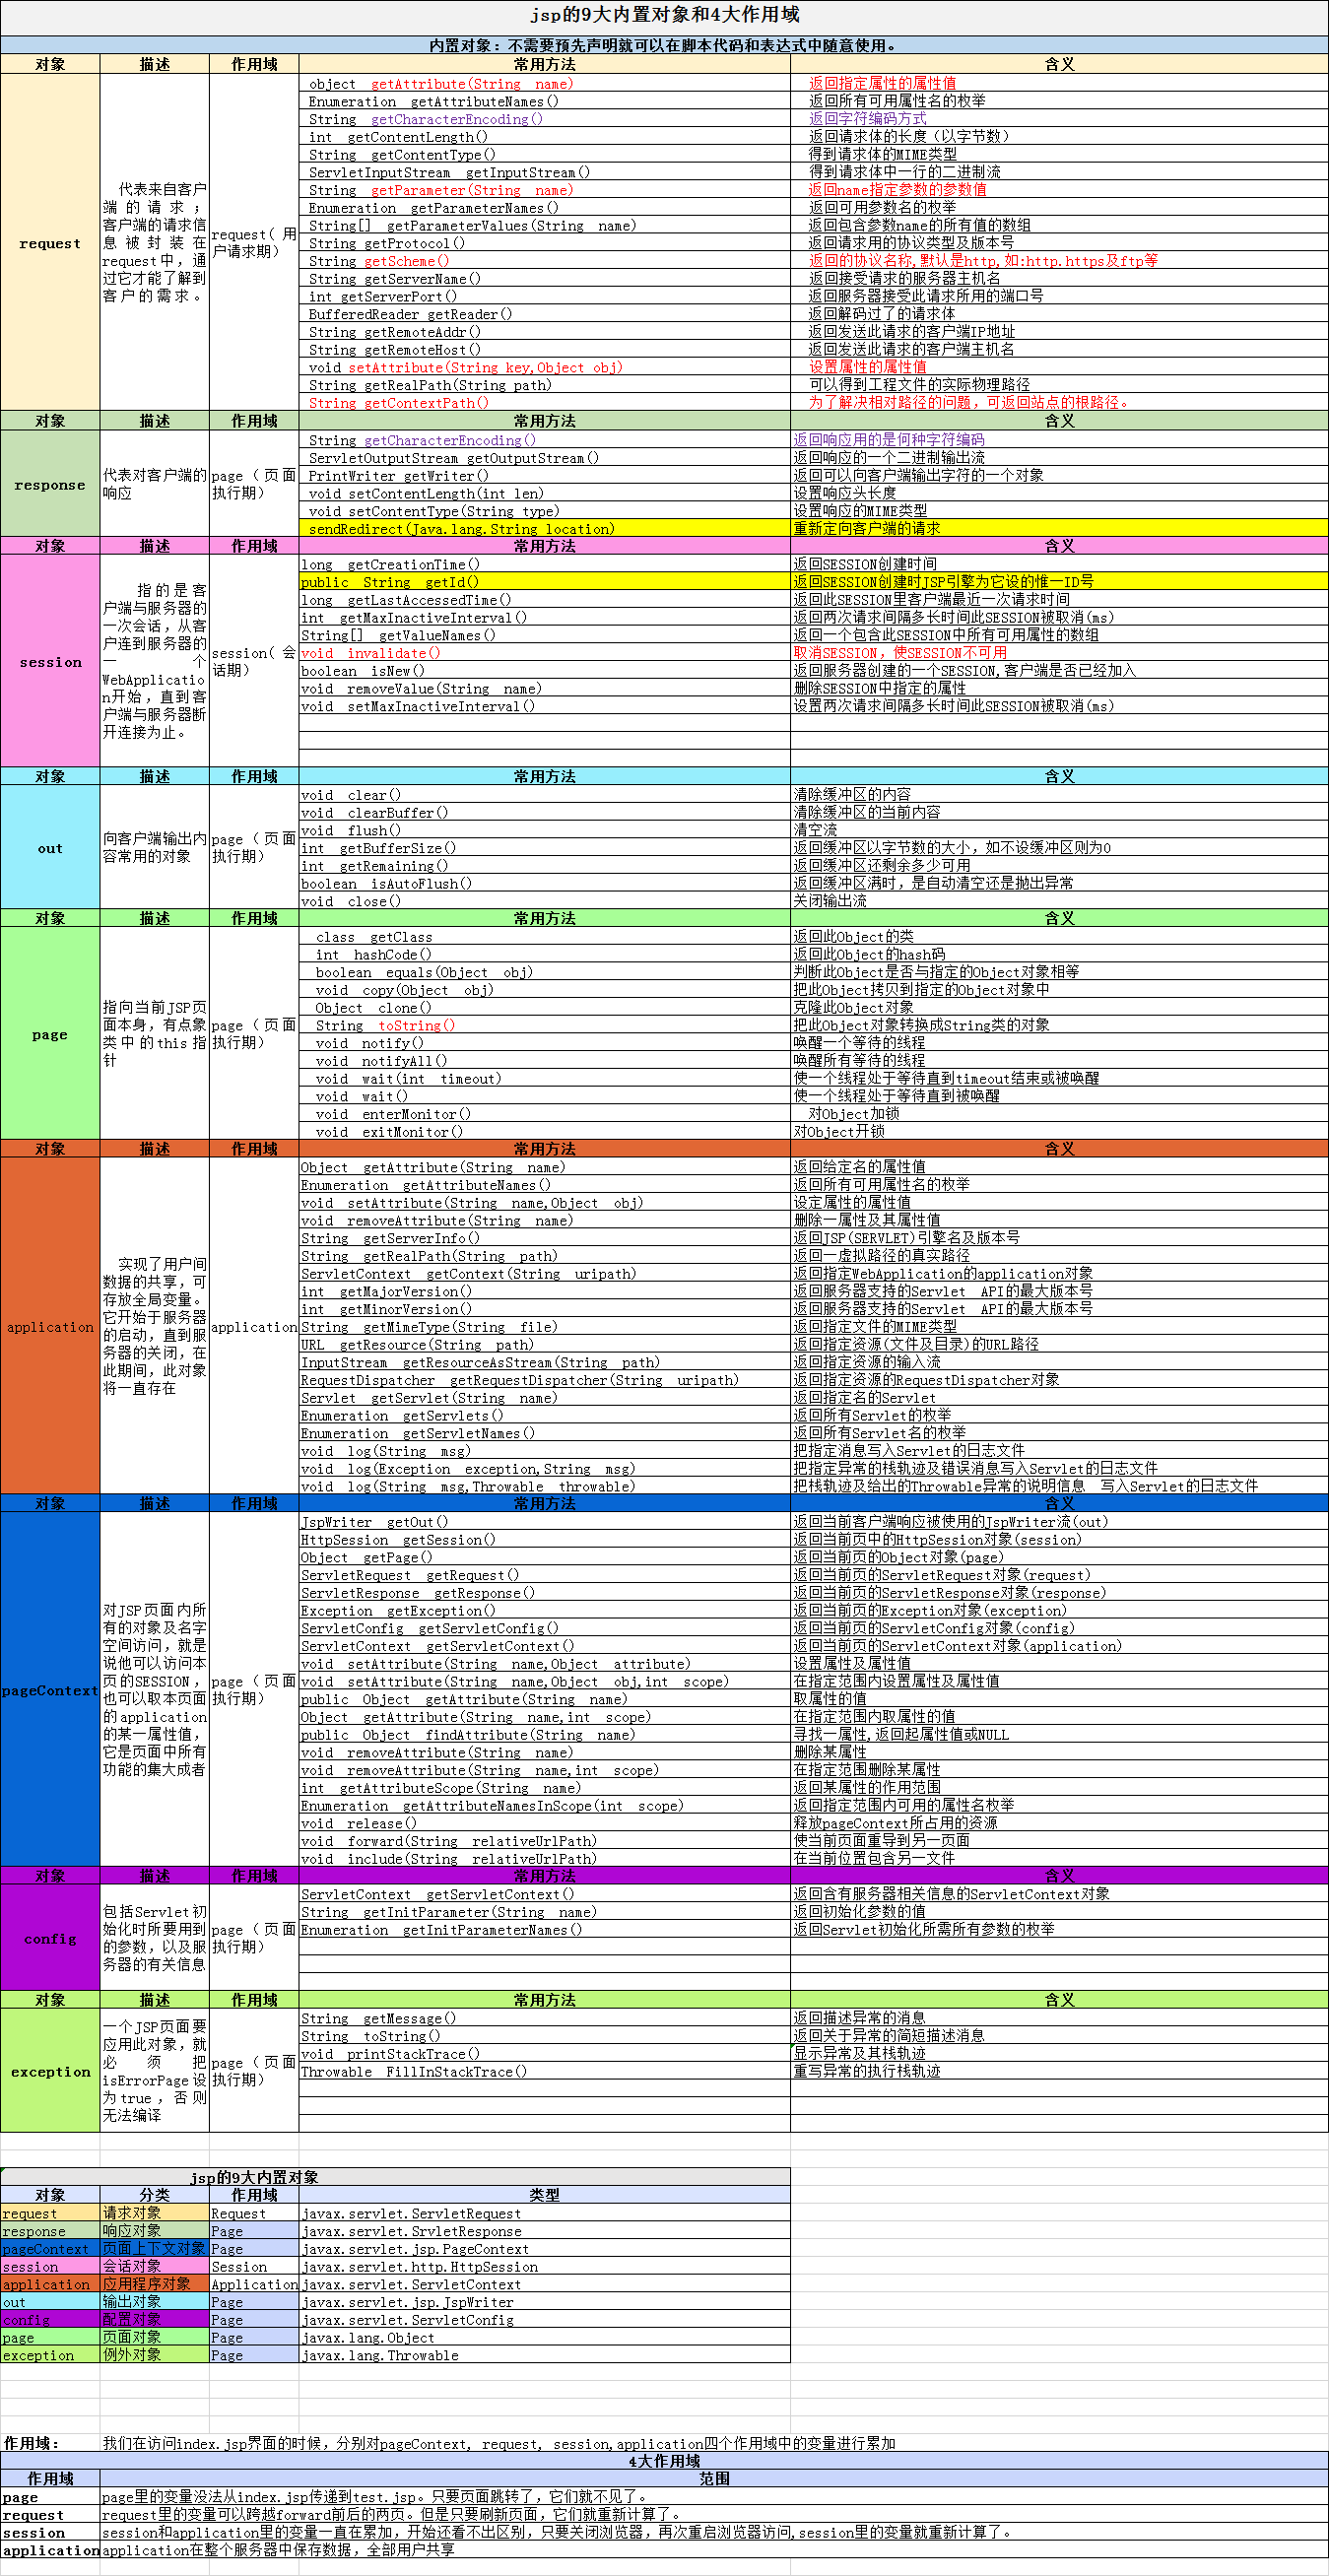 jsp的9大内置对象和4大作用域
内置对象：不需要预先声明就可以在脚本代码和表达式中随意使用。
对象 描述 作用域 常用方法 含义
request
代表来自客户端的请求；客户端的请求信息被封装在request中，通过它才能了解到客户的需求。
request(用户请求期)
object getAttribute(String name) 返回指定属性的属性值
Enumeration getAttributeNames() 返回所有可用属性名的枚举
String getCharacterEncoding() 返回字符编码方式
int getContentLength() 返回请求体的长度（以字节数）
String getContentType() 得到请求体的MIME类型
ServletInputStream getInputStream() 得到请求体中一行的二进制流
String getParameter(String name) 返回name指定参数的参数值
Enumeration getParameterNames() 返回可用参数名的枚举
String[] getParameterValues(String name) 返回包含参数name的所有值的数组
String getProtocol() 返回请求用的协议类型及版本号
String getScheme() 返回的协议名称,默认是http,如:http.https及ftp等
String getServerName() 返回接受请求的服务器主机名
int getServerPort() 返回服务器接受此请求所用的端口号
BufferedReader getReader() 返回解码过了的请求体
String getRemoteAddr() 返回发送此请求的客户端IP地址
String getRemoteHost() 返回发送此请求的客户端主机名
void setAttribute(String key,Object obj) 设置属性的属性值
String getRealPath(String path) 可以得到工程文件的实际物理路径
String getContextPath() 为了解决相对路径的问题，可返回站点的根路径。
对象 描述 作用域 常用方法 含义
response
代表对客户端的响应
page（页面执行期）
String getCharacterEncoding() 返回响应用的是何种字符编码
ServletOutputStream getOutputStream() 返回响应的一个二进制输出流
PrintWriter getWriter() 返回可以向客户端输出字符的一个对象
void setContentLength(int len) 设置响应头长度
void setContentType(String type) 设置响应的MIME类型
sendRedirect(Java.lang.String location) 重新定向客户端的请求
对象 描述 作用域 常用方法 含义
session
指的是客户端与服务器的一次会话，从客户连到服务器的一个WebApplication开始，直到客户端与服务器断开连接为止。
session(会话期)
long getCreationTime() 返回SESSION创建时间
public String getId() 返回SESSION创建时JSP引擎为它设的惟一ID号
long getLastAccessedTime() 返回此SESSION里客户端最近一次请求时间
int getMaxInactiveInterval() 返回两次请求间隔多长时间此SESSION被取消(ms)
String[] getValueNames() 返回一个包含此SESSION中所有可用属性的数组
void invalidate() 取消SESSION，使SESSION不可用
boolean isNew() 返回服务器创建的一个SESSION,客户端是否已经加入
void removeValue(String name) 删除SESSION中指定的属性
void setMaxInactiveInterval() 设置两次请求间隔多长时间此SESSION被取消(ms)
对象 描述 作用域 常用方法 含义
out
向客户端输出内容常用的对象
page（页面执行期）
void clear() 清除缓冲区的内容
void clearBuffer() 清除缓冲区的当前内容
void flush() 清空流
int getBufferSize() 返回缓冲区以字节数的大小，如不设缓冲区则为0
int getRemaining() 返回缓冲区还剩余多少可用
boolean isAutoFlush() 返回缓冲区满时，是自动清空还是抛出异常
void close() 关闭输出流
对象 描述 作用域 常用方法 含义
page
指向当前JSP页面本身，有点象类中的this指针
page（页面执行期）
class getClass 返回此Object的类
int hashCode() 返回此Object的hash码
boolean equals(Object obj) 判断此Object是否与指定的Object对象相等
void copy(Object obj) 把此Object拷贝到指定的Object对象中
Object clone() 克隆此Object对象
String toString() 把此Object对象转换成String类的对象
void notify() 唤醒一个等待的线程
void notifyAll() 唤醒所有等待的线程
void wait(int timeout) 使一个线程处于等待直到timeout结束或被唤醒
void wait() 使一个线程处于等待直到被唤醒
void enterMonitor() 对Object加锁
void exitMonitor() 对Object开锁
对象 描述 作用域 常用方法 含义
application
实现了用户间数据的共享，可存放全局变量。它开始于服务器的启动，直到服务器的关闭，在此期间，此对象将一直存在
application
Object getAttribute(String name) 返回给定名的属性值
Enumeration getAttributeNames() 返回所有可用属性名的枚举
void setAttribute(String name,Object obj) 设定属性的属性值
void removeAttribute(String name) 删除一属性及其属性值
String getServerInfo() 返回JSP(SERVLET)引擎名及版本号
String getRealPath(String path) 返回一虚拟路径的真实路径
ServletContext getContext(String uripath) 返回指定WebApplication的application对象
int getMajorVersion() 返回服务器支持的Servlet API的最大版本号
int getMinorVersion() 返回服务器支持的Servlet API的最大版本号
String getMimeType(String file) 返回指定文件的MIME类型
URL getResource(String path) 返回指定资源(文件及目录)的URL路径
InputStream getResourceAsStream(String path) 返回指定资源的输入流
RequestDispatcher getRequestDispatcher(String uripath) 返回指定资源的RequestDispatcher对象
Servlet getServlet(String name) 返回指定名的Servlet
Enumeration getServlets() 返回所有Servlet的枚举
Enumeration getServletNames() 返回所有Servlet名的枚举
void log(String msg) 把指定消息写入Servlet的日志文件
void log(Exception exception,String msg) 把指定异常的栈轨迹及错误消息写入Servlet的日志文件
void log(String msg,Throwable throwable) 把栈轨迹及给出的Throwable异常的说明信息 写入Servlet的日志文件
对象 描述 作用域 常用方法 含义
pageContext
对JSP页面内所有的对象及名字空间访问，就是说他可以访问本页的SESSION，也可以取本页面的application的某一属性值，它是页面中所有功能的集大成者
page（页面执行期）
JspWriter getOut() 返回当前客户端响应被使用的JspWriter流(out)
HttpSession getSession() 返回当前页中的HttpSession对象(session)
Object getPage() 返回当前页的Object对象(page)
ServletRequest getRequest() 返回当前页的ServletRequest对象(request)
ServletResponse getResponse() 返回当前页的ServletResponse对象(response)
Exception getException() 返回当前页的Exception对象(exception)
ServletConfig getServletConfig() 返回当前页的ServletConfig对象(config)
ServletContext getServletContext() 返回当前页的ServletContext对象(application)
void setAttribute(String name,Object attribute) 设置属性及属性值
void setAttribute(String name,Object obj,int scope) 在指定范围内设置属性及属性值
public Object getAttribute(String name) 取属性的值
Object getAttribute(String name,int scope) 在指定范围内取属性的值
public Object findAttribute(String name) 寻找一属性,返回起属性值或NULL
void removeAttribute(String name) 删除某属性
void removeAttribute(String name,int scope) 在指定范围删除某属性
int getAttributeScope(String name) 返回某属性的作用范围
Enumeration getAttributeNamesInScope(int scope) 返回指定范围内可用的属性名枚举
void release() 释放pageContext所占用的资源
void forward(String relativeUrlPath) 使当前页面重导到另一页面
void include(String relativeUrlPath) 在当前位置包含另一文件
对象 描述 作用域 常用方法 含义
config
包括Servlet初始化时所要用到的参数，以及服务器的有关信息
page（页面执行期）
ServletContext getServletContext() 返回含有服务器相关信息的ServletContext对象
String getInitParameter(String name) 返回初始化参数的值
Enumeration getInitParameterNames() 返回Servlet初始化所需所有参数的枚举
对象 描述 作用域 常用方法 含义
exception
一个JSP页面要应用此对象，就必须把isErrorPage设为true，否则无法编译
page（页面执行期）
String getMessage() 返回描述异常的消息
String toString() 返回关于异常的简短描述消息
void printStackTrace() 显示异常及其栈轨迹
Throwable FillInStackTrace() 重写异常的执行栈轨迹
jsp的9大内置对象
对象 分类 作用域 类型
request 请求对象 Request javax.servlet.ServletRequest
response 响应对象 Page javax.servlet.SrvletResponse
pageContext 页面上下文对象 Page javax.servlet.jsp.PageContext
session 会话对象 Session javax.servlet.http.HttpSession
application 应用程序对象 Application javax.servlet.ServletContext
out 输出对象 Page javax.servlet.jsp.JspWriter
config 配置对象 Page javax.servlet.ServletConfig
page 页面对象 Page javax.lang.Object
exception 例外对象 Page javax.lang.Throwable
作用域： 我们在访问index.jsp界面的时候，分别对pageContext, request, session,application四个作用域中的变量进行累加
4大作用域
作用域 范围
page page里的变量没法从index.jsp传递到test.jsp。只要页面跳转了，它们就不见了。
request request里的变量可以跨越forward前后的两页。但是只要刷新页面，它们就重新计算了。
session session和application里的变量一直在累加，开始还看不出区别，只要关闭浏览器，再次重启浏览器访问,session里的变量就重新计算了。
application application在整个服务器中保存数据，全部用户共享